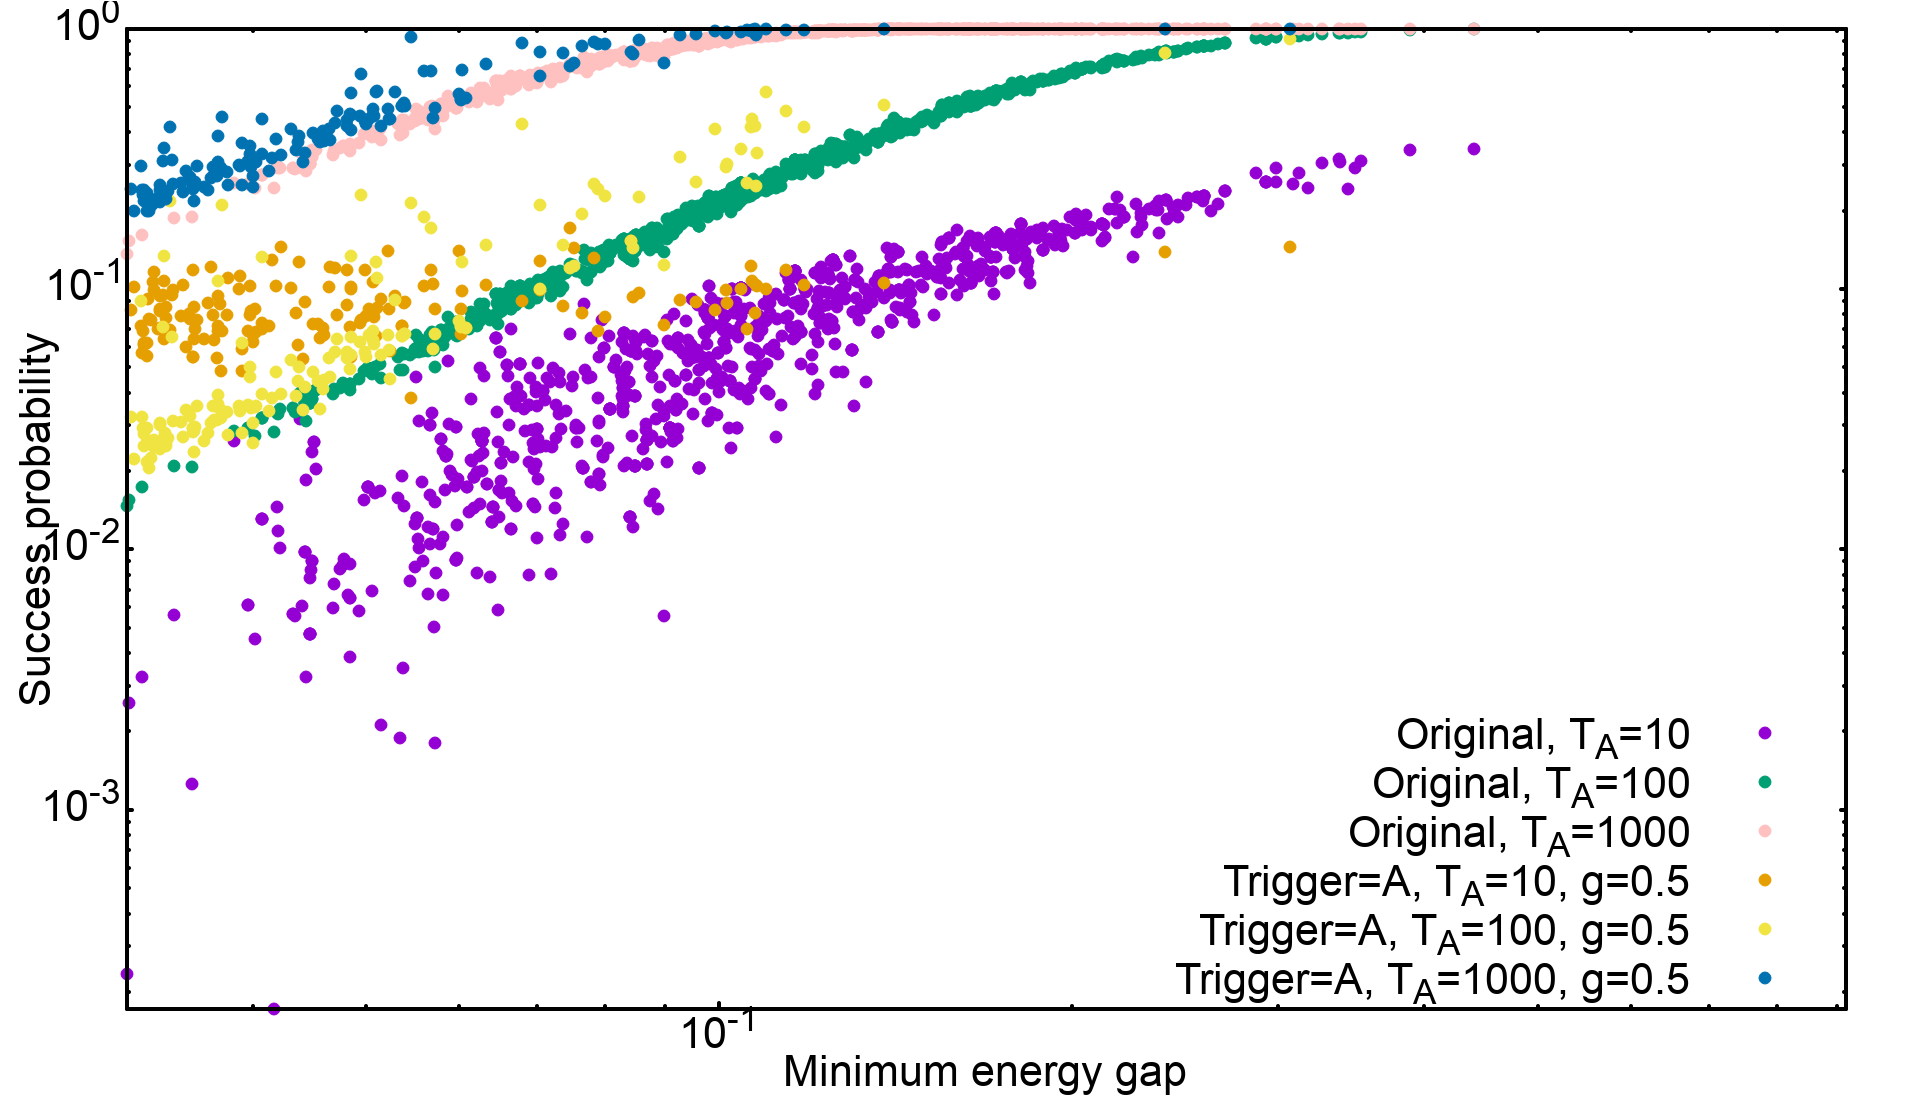 10^0
10^-1
10^-2
10^-3
Success probability
Original, T_A=10
Original, T_A=100
Original, T_A=1000
Trigger=A, T_A=10, g=0.5
Trigger=A, T_A=100, g=0.5
Trigger=A, T_A=1000, g=0.5
10^-1
Minimum energy gap